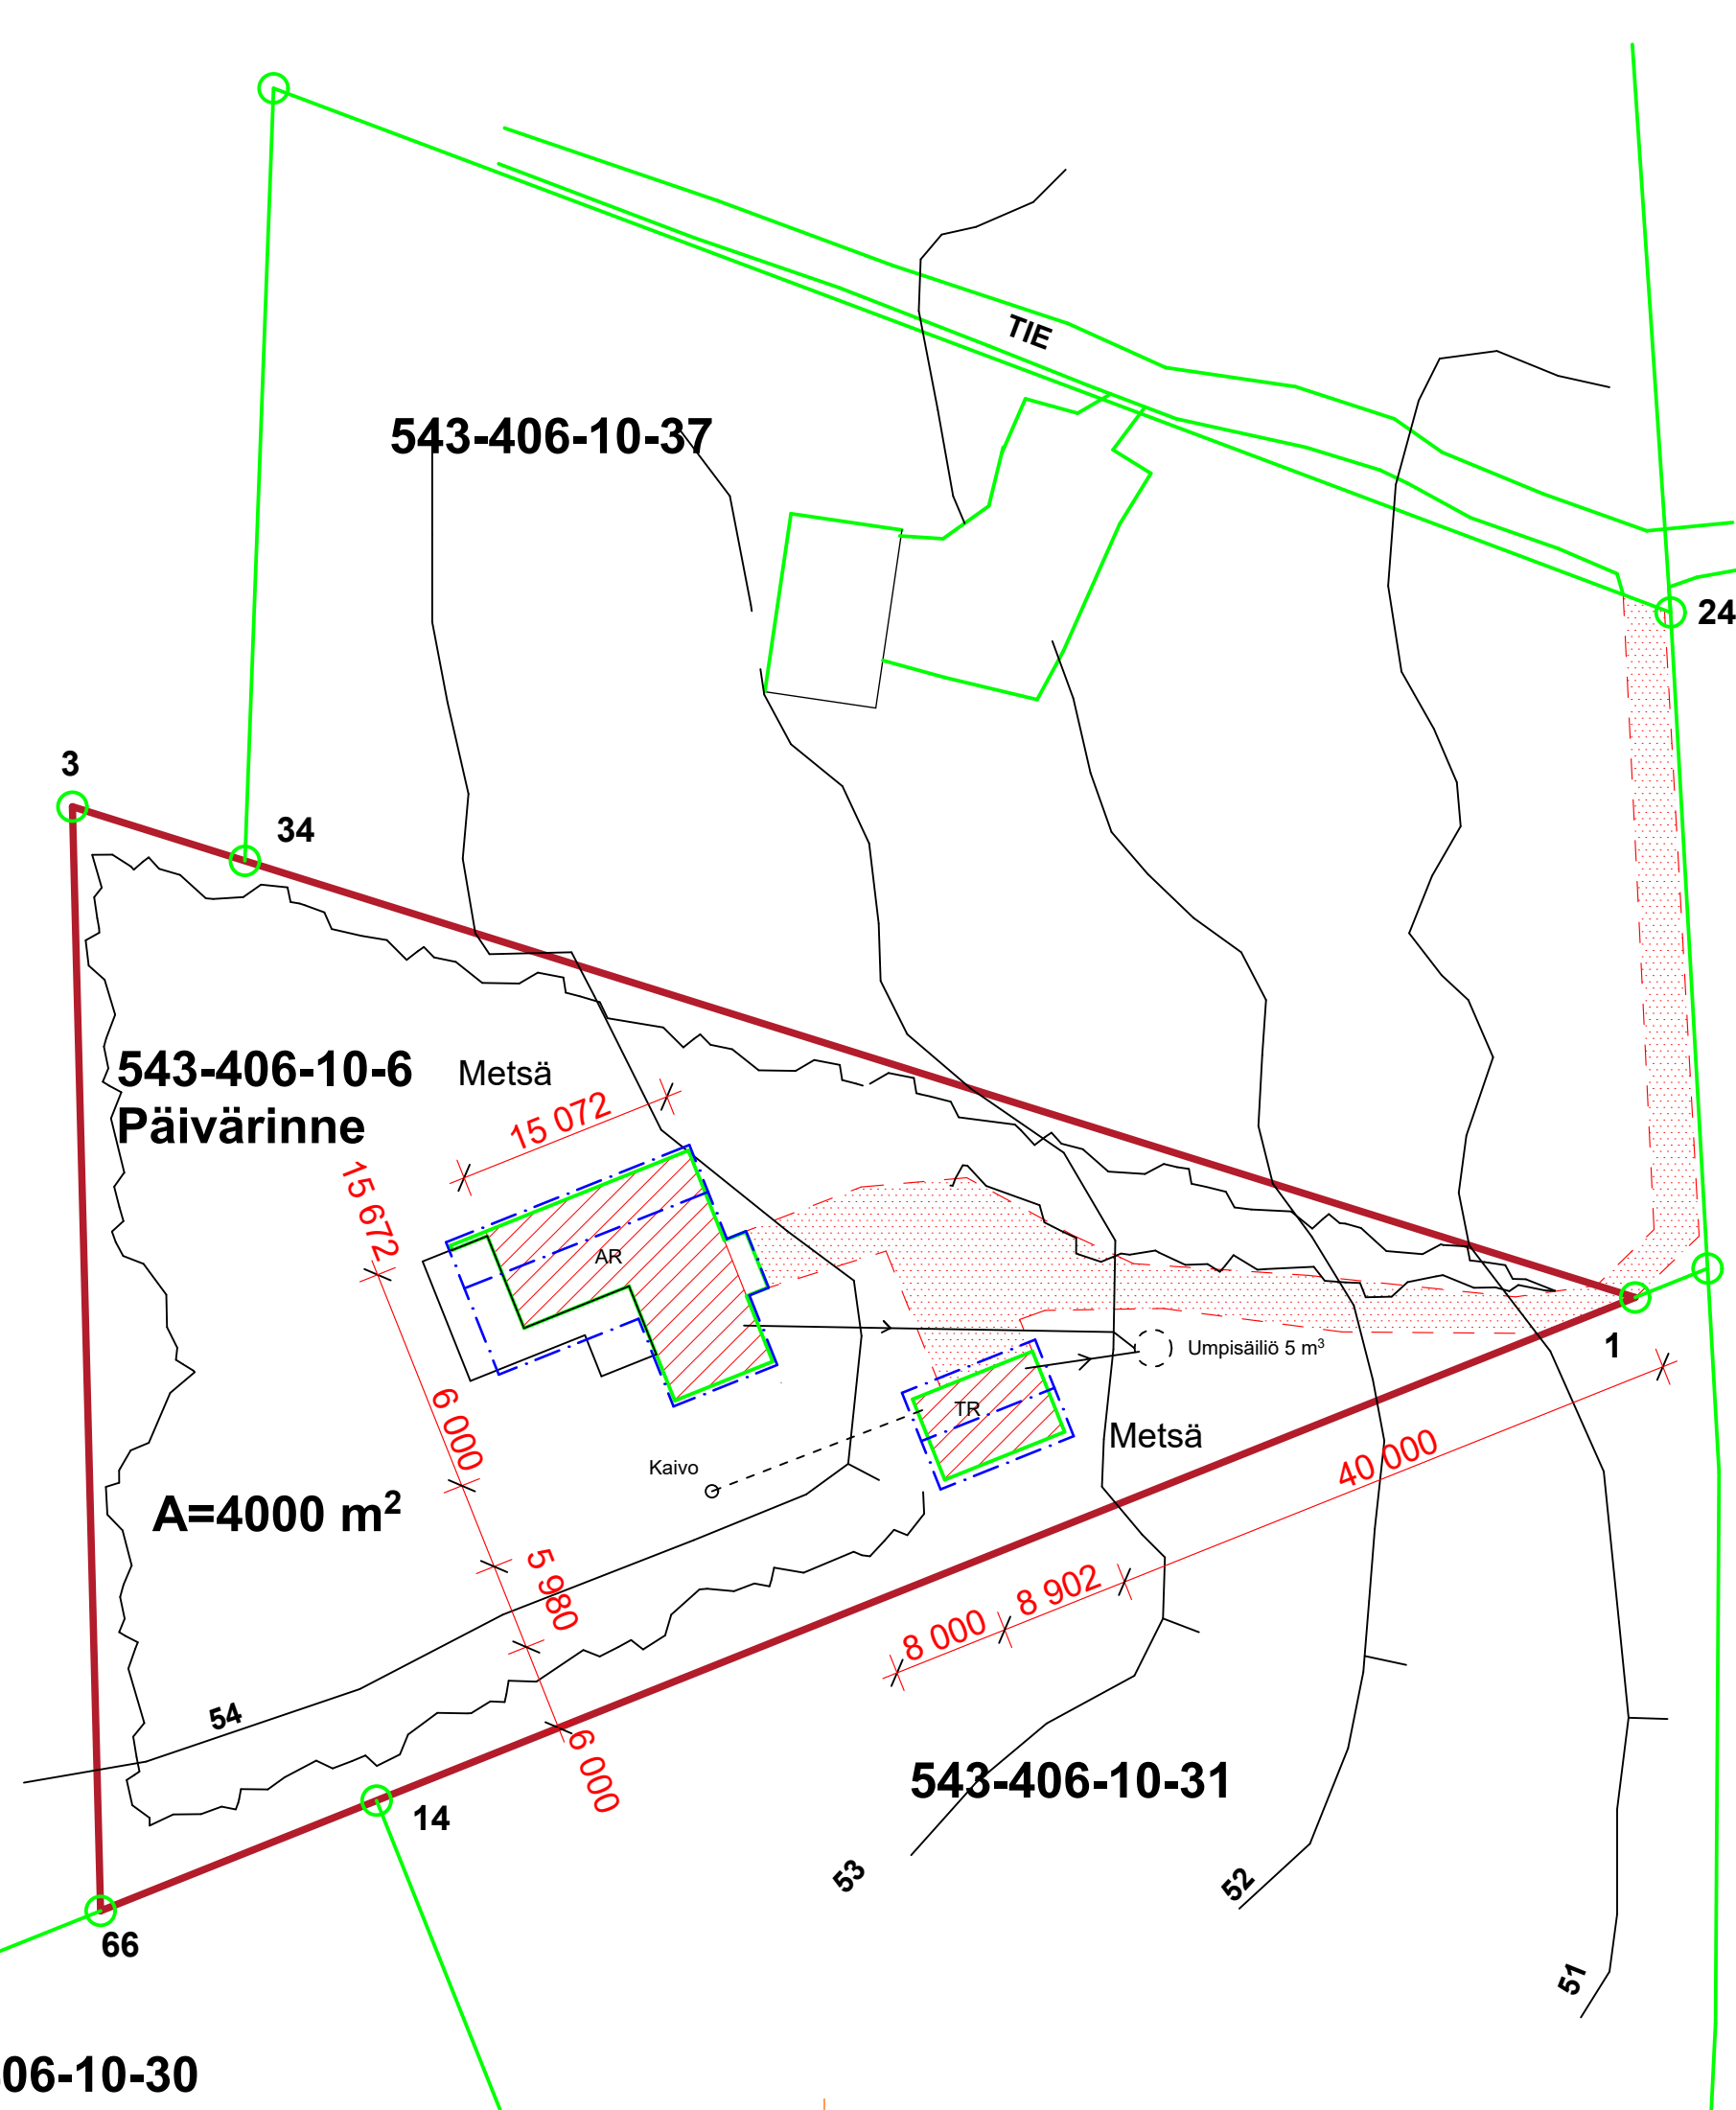 TIE
543-406-10-37
24
3
34
543-406-10-6
Päivärinne
Metsä
15 072
15 672
AR
1
Umpisäiliö 5 m³
TR
Metsä
6 000
Kaivo
40 000
A=4000 m²
5 980
8 902
8 000
54
6 000
543-406-10-31
14
53
52
66
51
06-10-30